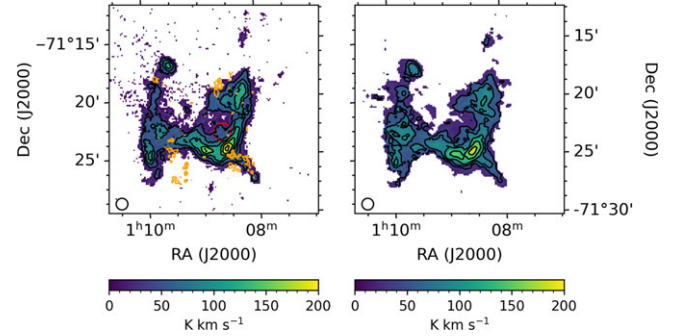 −71°15'
20'
25'
Dec (J2000)
1ʰ10ᵐ
08ᵐ
RA (J2000)
0
50
100
150
200
K km s⁻¹
15'
20'
25'
−71°30'
Dec (J2000)
1ʰ10ᵐ
08ᵐ
RA (J2000)
0
50
100
150
200
K km s⁻¹